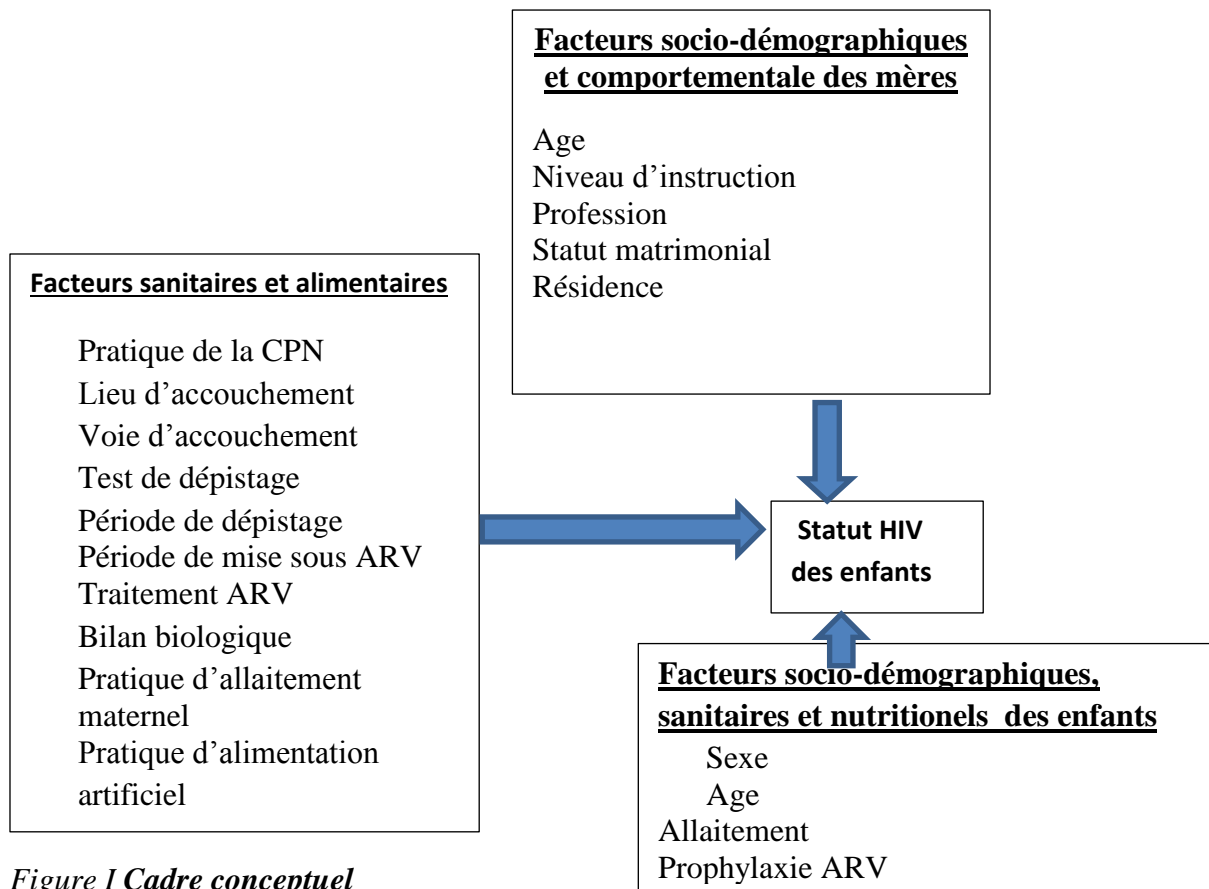 Facteurs socio-démographiques
et comportementale des mères
Age
Niveau d’instruction
Profession
Statut matrimonial
Résidence
Facteurs sanitaires et alimentaires
Pratique de la CPN
Lieu d’accouchement
Voie d’accouchement
Test de dépistage
Période de dépistage
Période de mise sous ARV
Traitement ARV
Bilan biologique
Pratique d’allaitement
maternel
Pratique d’alimentation
artificiel
Statut HIV
des enfants
Facteurs socio-démographiques,
sanitaires et nutritionels des enfants
Sexe
Age
Allaitement
Prophylaxie ARV
Figure I Cadre conceptuel